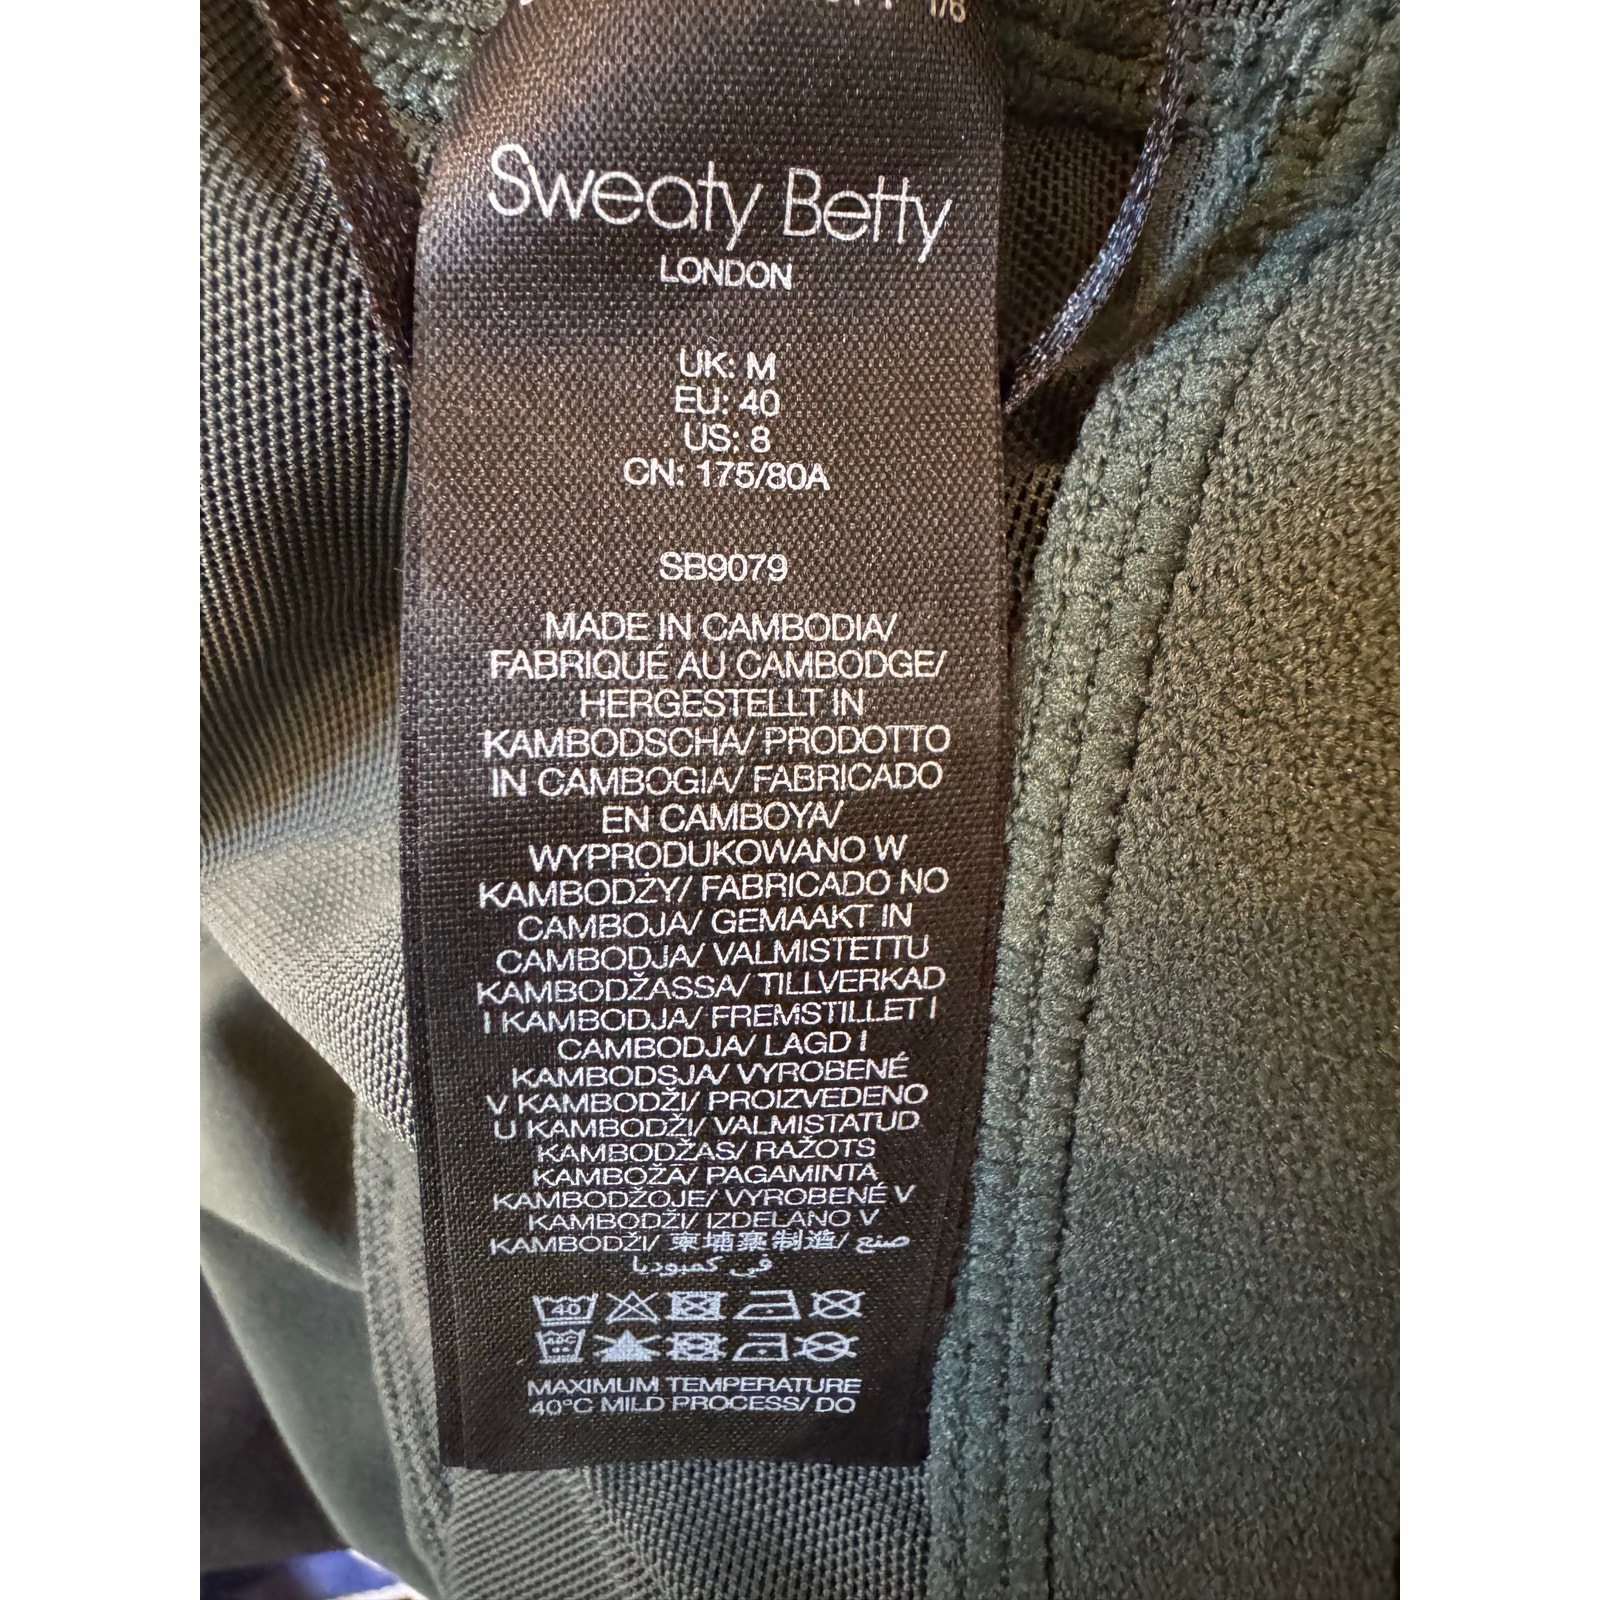 Sweaty Betty
LONDON
UK: M
EU: 40
US: 8
CN: 175/80A
SB9079
MADE IN CAMBODIA/
FABRIQUÉ AU CAMBODGE/
HERGESTELLT IN
KAMBODSCHA/ PRODOTTO
IN CAMBOGIA/ FABRICADO
EN CAMBOYA/
WYPRODUKOWANO W
KAMBODŻY/ FABRICADO NO
CAMBOJA/ GEMAAKT IN
CAMBODJA/ VALMISTETTU
KAMBODŽASSA/ TILLVERKAD
I KAMBODJA/ FREMSTILLET I
CAMBODJA/ LAGD I
KAMBODSJA/ VYROBENÉ
V KAMBODŽI/ PROIZVEDENO
U KAMBODŽI/ VALMISTATUD
KAMBODŽAS/ RAŽOTS
KAMBOŽĀ/ PAGAMINTA
KAMBODŽOJE/ VYROBENÉ V
KAMBODŽI/ IZDELANO V
KAMBODŽI/ 柬埔寨制造/ صنع
في كمبوديا
40
MAXIMUM TEMPERATURE
40°C MILD PROCESS/ DO